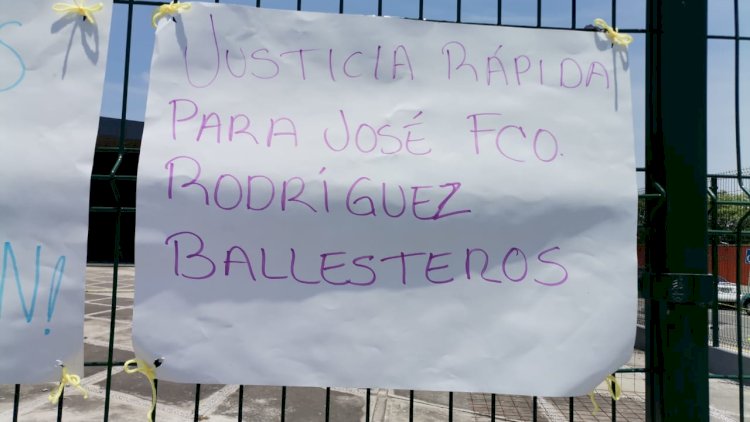 JUSTICIA RÁPIDA
PARA JOSÉ FCO.
RODRÍGUEZ
BALLESTEROS
N!